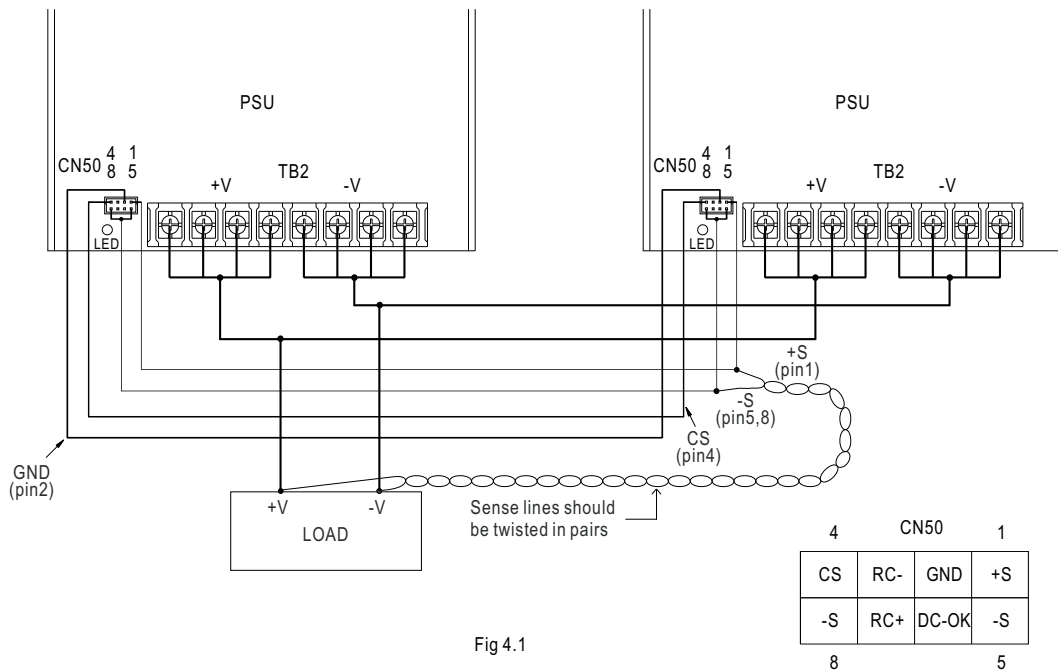 PSU
CN50
4 1
8 5
+V
TB2
-V
LED
PSU
CN50
4 1
8 5
+V
TB2
-V
LED
+S
(pin1)
-S
(pin5,8)
CS
(pin4)
GND
(pin2)
+V
-V
LOAD
Sense lines should
be twisted in pairs
4 CN50 1
CS RC- GND +S
-S RC+ DC-OK -S
8 5
Fig 4.1